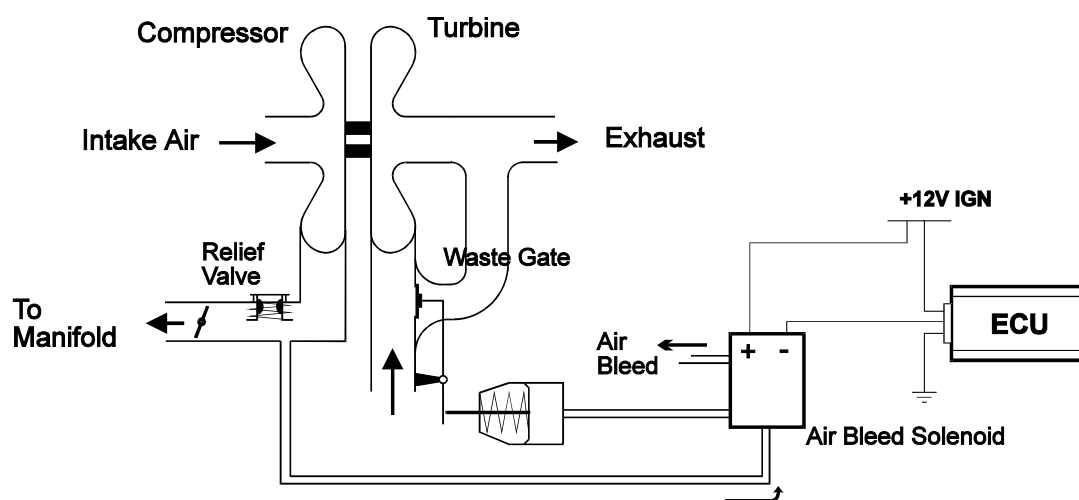 Compressor
Turbine
Intake Air
Exhaust
+12V IGN
Relief
Valve
Waste Gate
To
Manifold
ECU
Air
Bleed
+ -
Air Bleed Solenoid